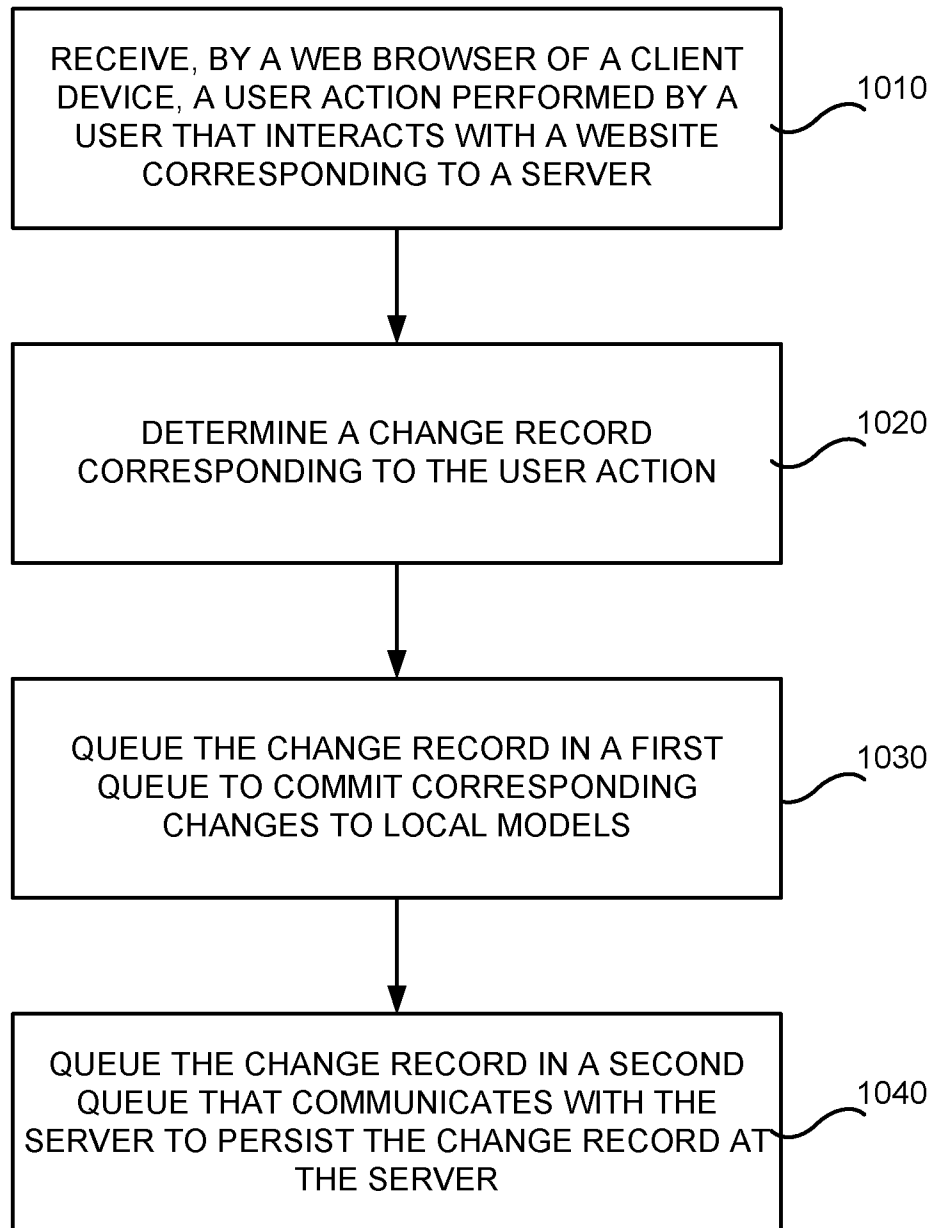 RECEIVE, BY A WEB BROWSER OF A CLIENT
DEVICE, A USER ACTION PERFORMED BY A
USER THAT INTERACTS WITH A WEBSITE
CORRESPONDING TO A SERVER
1010
DETERMINE A CHANGE RECORD
CORRESPONDING TO THE USER ACTION
1020
QUEUE THE CHANGE RECORD IN A FIRST
QUEUE TO COMMIT CORRESPONDING
CHANGES TO LOCAL MODELS
1030
QUEUE THE CHANGE RECORD IN A SECOND
QUEUE THAT COMMUNICATES WITH THE
SERVER TO PERSIST THE CHANGE RECORD AT
THE SERVER
1040